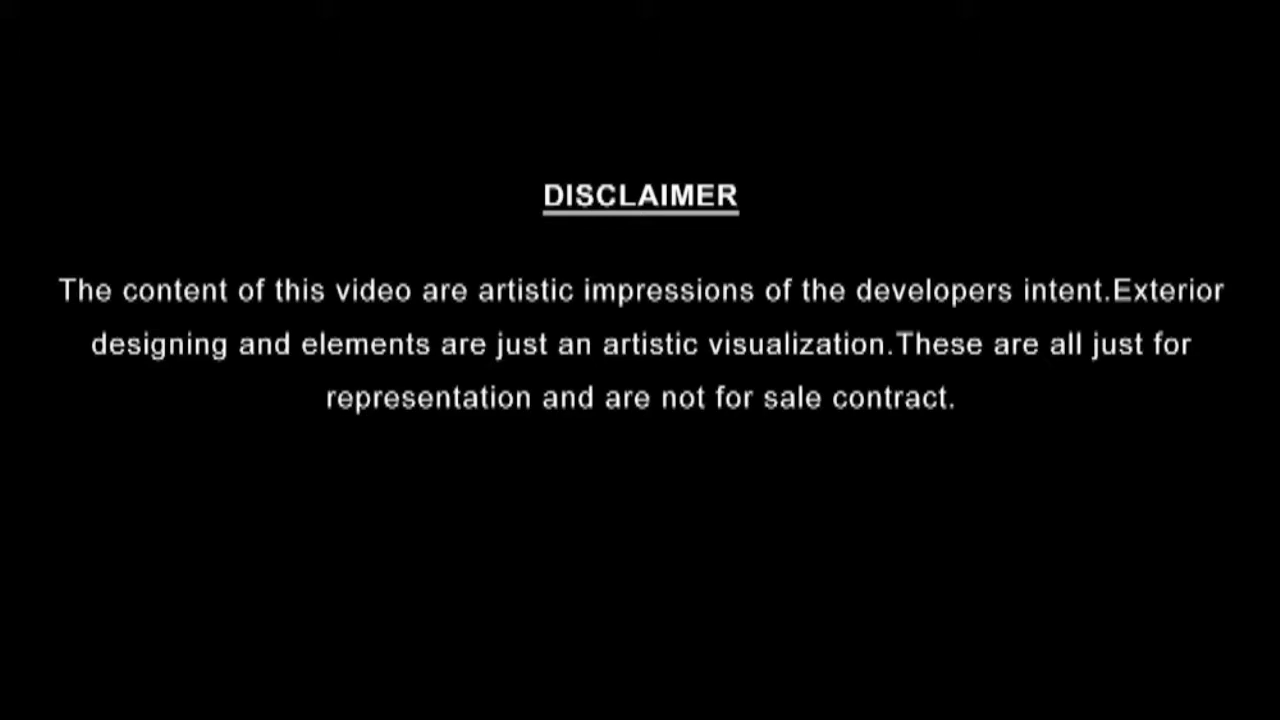 DISCLAIMER
The content of this video are artistic impressions of the developers intent.Exterior
designing and elements are just an artistic visualization.These are all just for
representation and are not for sale contract.